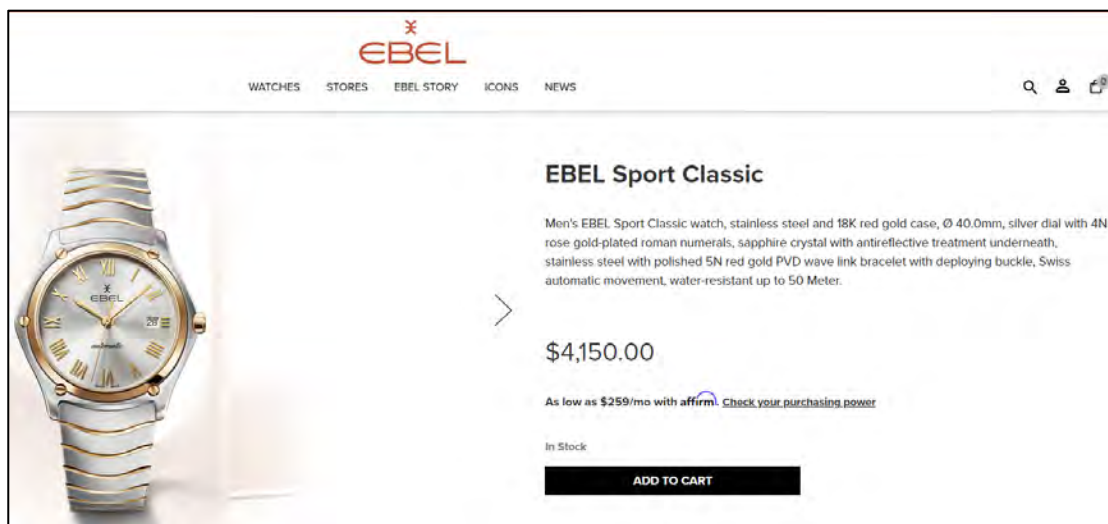 EBEL
WATCHES STORES EBEL STORY ICONS NEWS
0
EBEL Sport Classic
Men's EBEL Sport Classic watch, stainless steel and 18K red gold case, Ø 40.0mm, silver dial with 4N
rose gold-plated roman numerals, sapphire crystal with antireflective treatment underneath,
stainless steel with polished 5N red gold PVD wave link bracelet with deploying buckle, Swiss
automatic movement, water-resistant up to 50 Meter.
EBEL
automatic
$4,150.00
As low as $259/mo with affirm. Check your purchasing power
In Stock
ADD TO CART